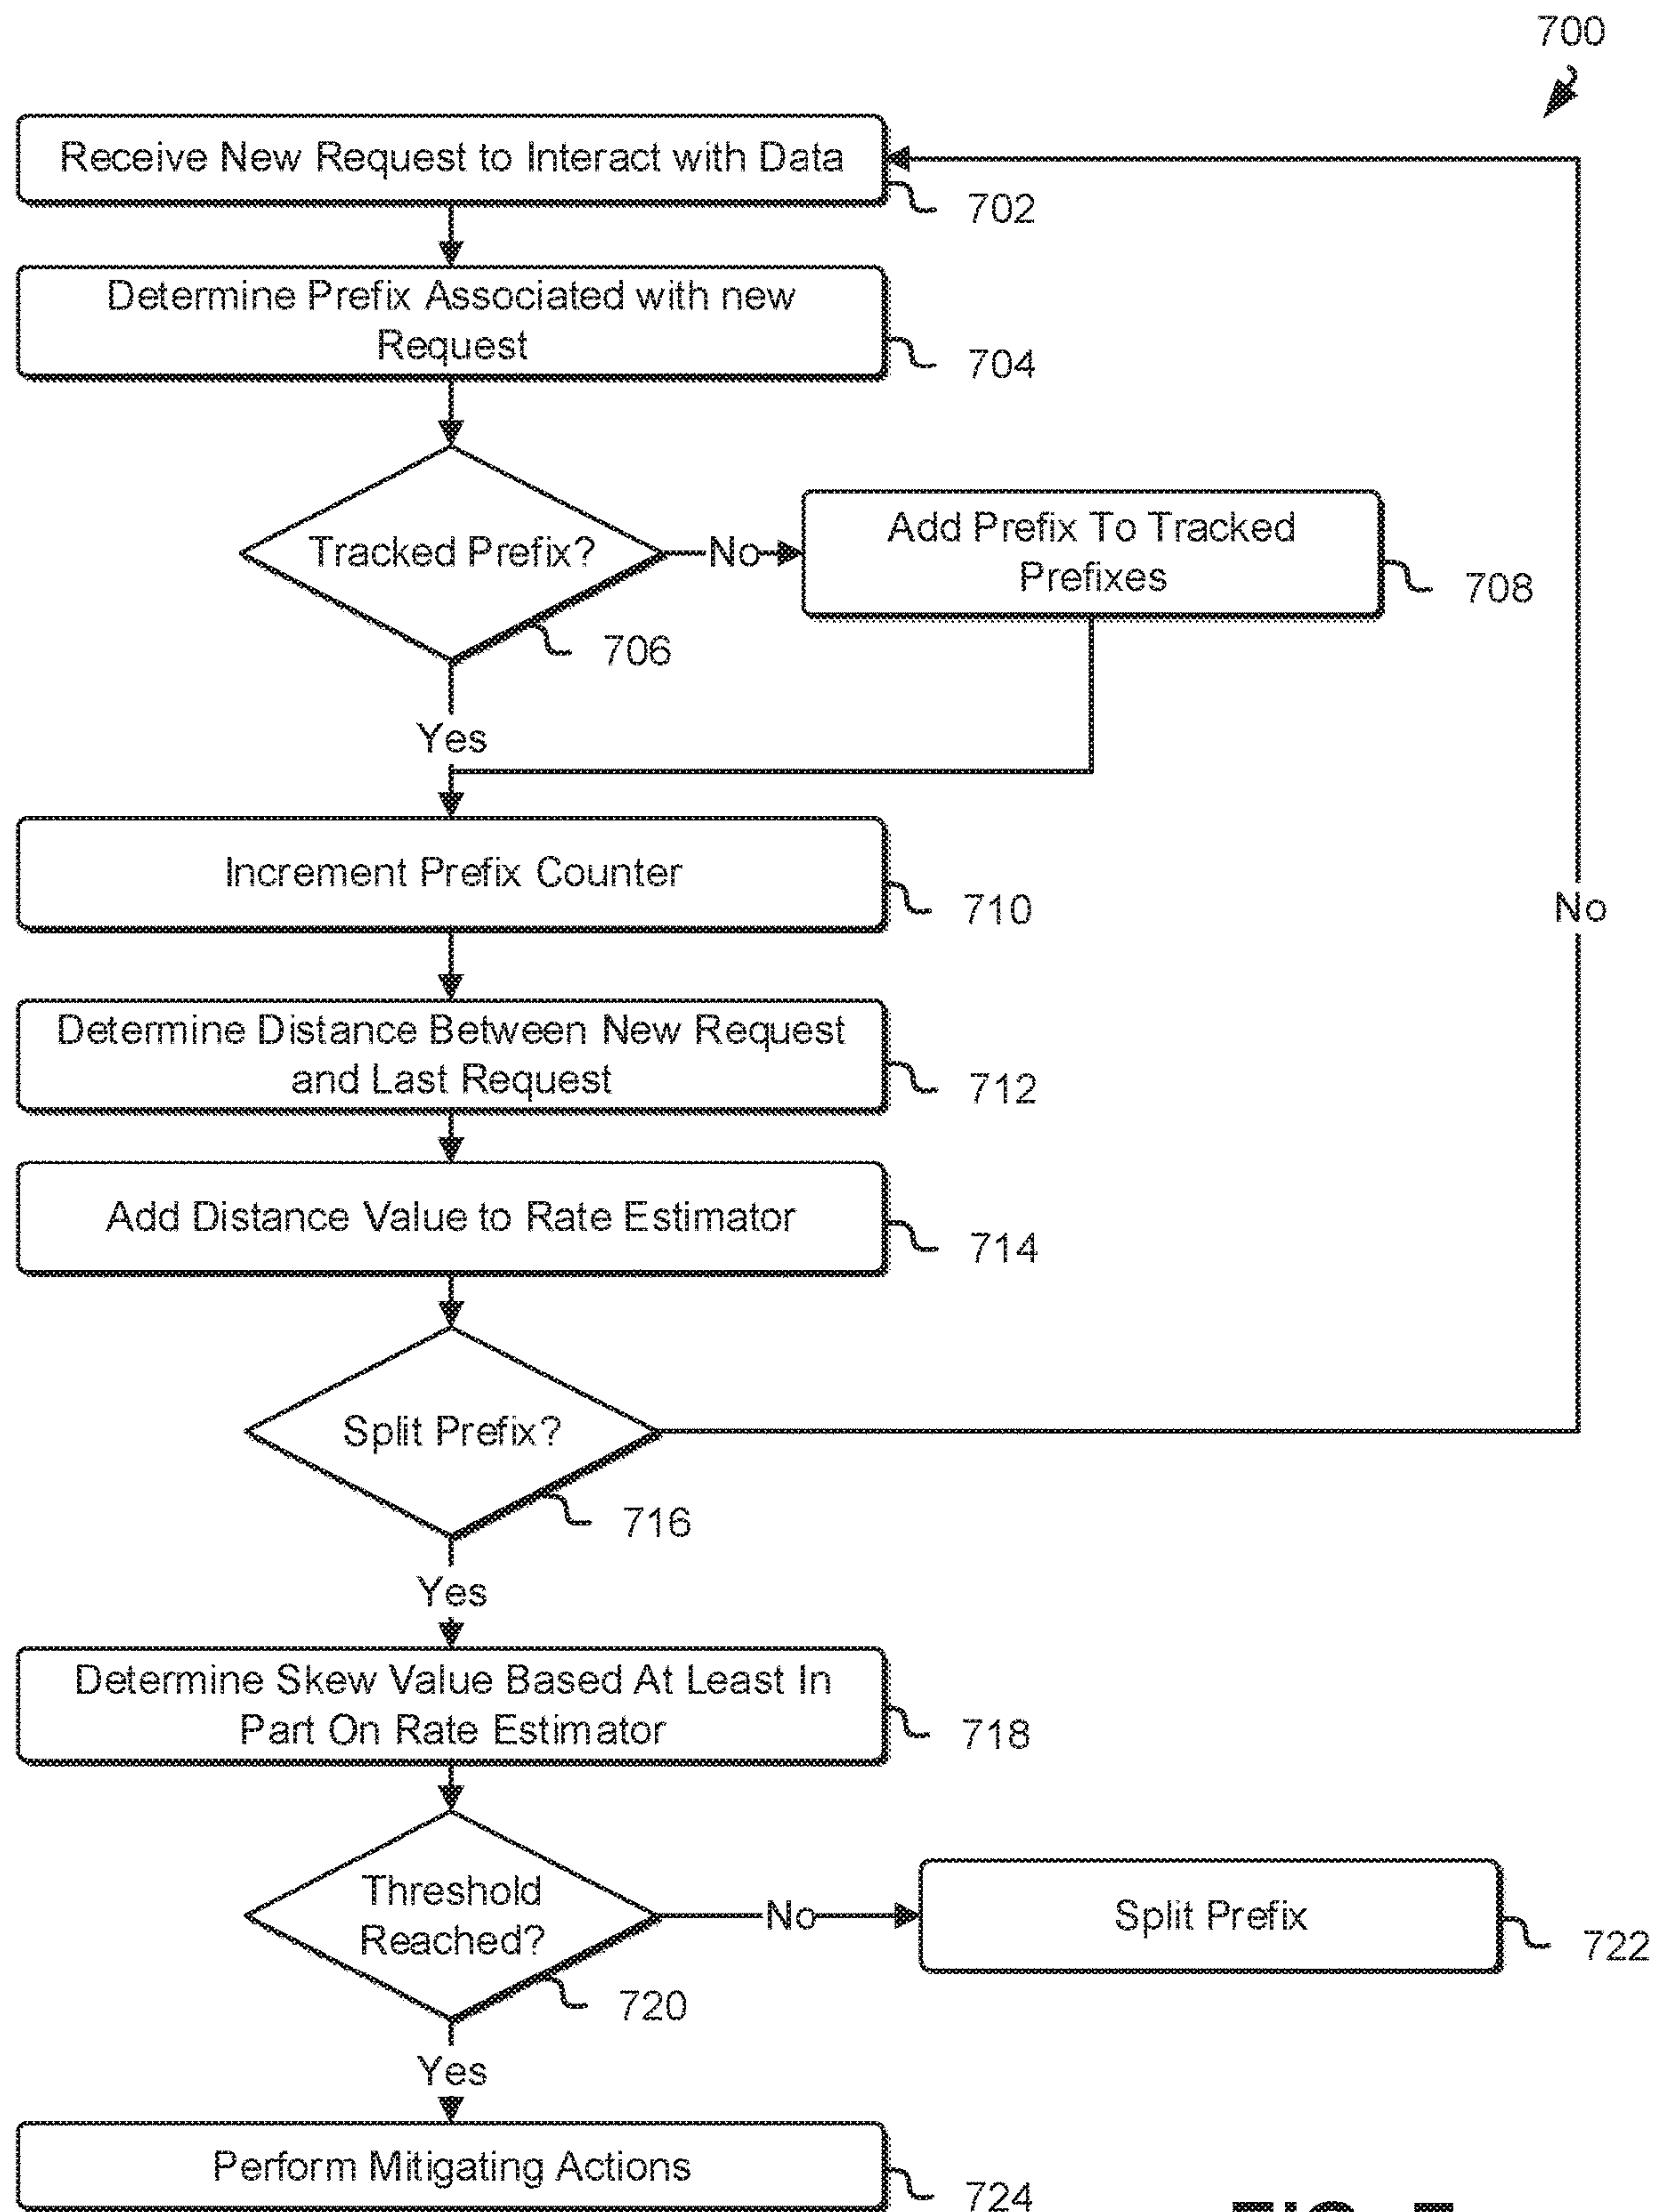 700
Receive New Request to Interact with Data
702
Determine Prefix Associated with new
Request
704
Tracked Prefix?
No
Add Prefix To Tracked
Prefixes
708
706
Yes
Increment Prefix Counter
710
No
Determine Distance Between New Request
and Last Request
712
Add Distance Value to Rate Estimator
714
Split Prefix?
716
Yes
Determine Skew Value Based At Least In
Part On Rate Estimator
718
Threshold
Reached?
No
Split Prefix
722
720
Yes
Perform Mitigating Actions
724